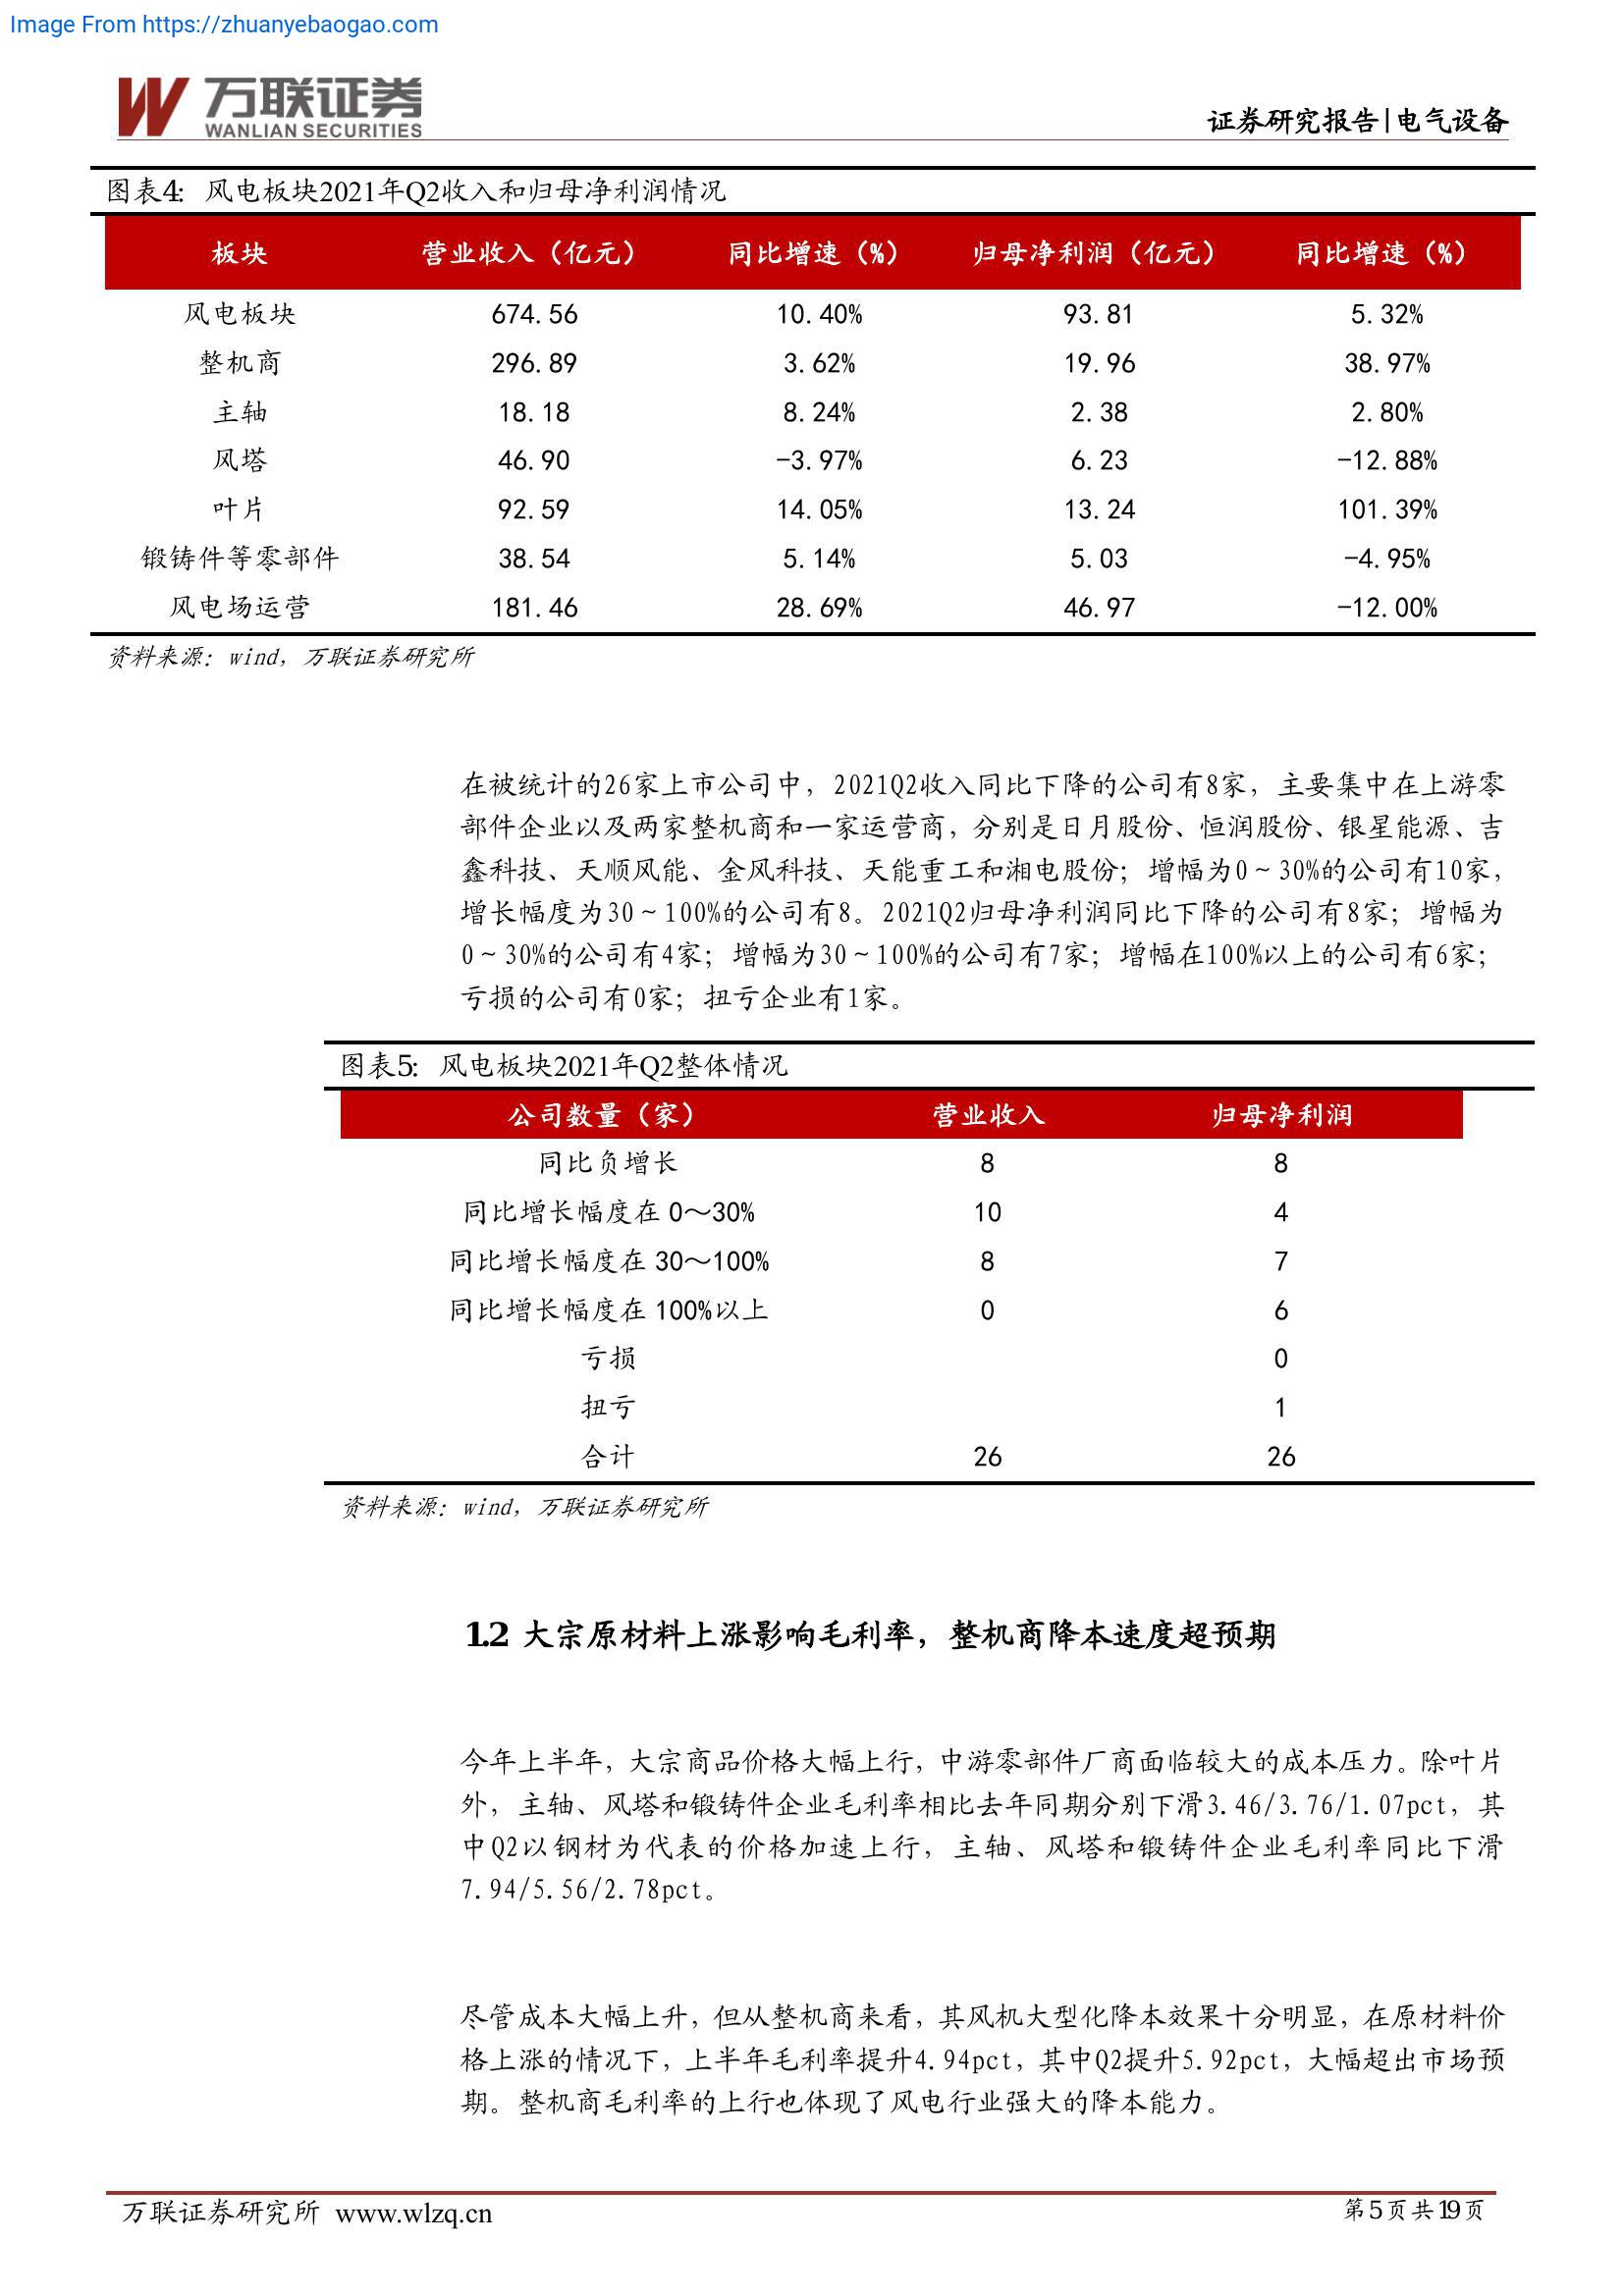 Image From https://zhuanyebaogao.com
万联证券
WANLIAN SECURITIES
证券研究报告|电气设备
图表4: 风电板块2021年Q2收入和归母净利润情况
板块 营业收入（亿元） 同比增速（%） 归母净利润（亿元） 同比增速（%）
风电板块 674.56 10.40% 93.81 5.32%
整机商 296.89 3.62% 19.96 38.97%
主轴 18.18 8.24% 2.38 2.80%
风塔 46.90 -3.97% 6.23 -12.88%
叶片 92.59 14.05% 13.24 101.39%
锻铸件等零部件 38.54 5.14% 5.03 -4.95%
风电场运营 181.46 28.69% 46.97 -12.00%
资料来源：wind，万联证券研究所
在被统计的26家上市公司中，2021Q2收入同比下降的公司有8家，主要集中在上游零
部件企业以及两家整机商和一家运营商，分别是日月股份、恒润股份、银星能源、吉
鑫科技、天顺风能、金风科技、天能重工和湘电股份；增幅为0～30%的公司有10家，
增长幅度为30～100%的公司有8。2021Q2归母净利润同比下降的公司有8家；增幅为
0～30%的公司有4家；增幅为30～100%的公司有7家；增幅在100%以上的公司有6家；
亏损的公司有0家；扭亏企业有1家。
图表5: 风电板块2021年Q2整体情况
公司数量（家） 营业收入 归母净利润
同比负增长 8 8
同比增长幅度在 0～30% 10 4
同比增长幅度在 30～100% 8 7
同比增长幅度在 100%以上 0 6
亏损 0
扭亏 1
合计 26 26
资料来源：wind，万联证券研究所
1.2 大宗原材料上涨影响毛利率，整机商降本速度超预期
今年上半年，大宗商品价格大幅上行，中游零部件厂商面临较大的成本压力。除叶片
外，主轴、风塔和锻铸件企业毛利率相比去年同期分别下滑3.46/3.76/1.07pct，其
中Q2以钢材为代表的价格加速上行，主轴、风塔和锻铸件企业毛利率同比下滑
7.94/5.56/2.78pct。
尽管成本大幅上升，但从整机商来看，其风机大型化降本效果十分明显，在原材料价
格上涨的情况下，上半年毛利率提升4.94pct，其中Q2提升5.92pct，大幅超出市场预
期。整机商毛利率的上行也体现了风电行业强大的降本能力。
万联证券研究所 www.wlzq.cn
第5页共19页